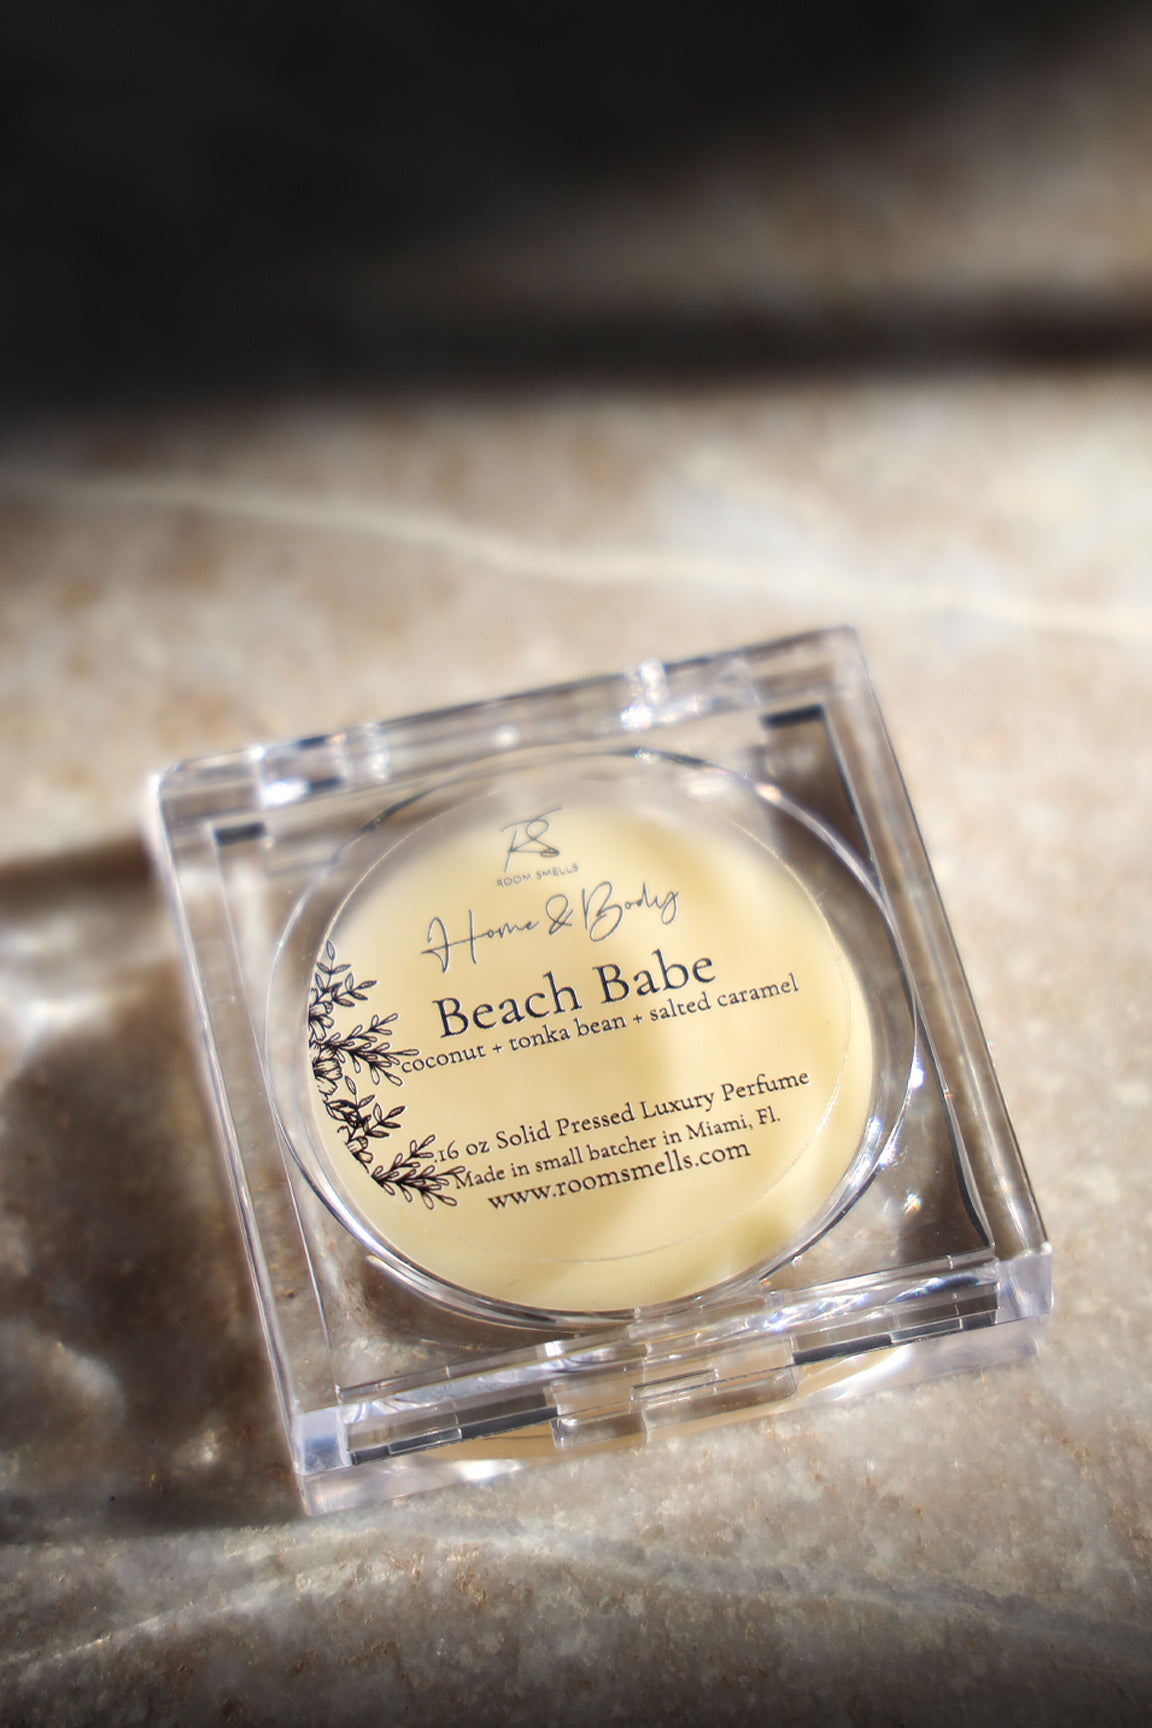 RS
ROOM SMELLS
Home & Body
Beach Babe
coconut + tonka bean + salted caramel
.16 oz Solid Pressed Luxury Perfume
Made in small batcher in Miami, Fl.
www.roomsmells.com